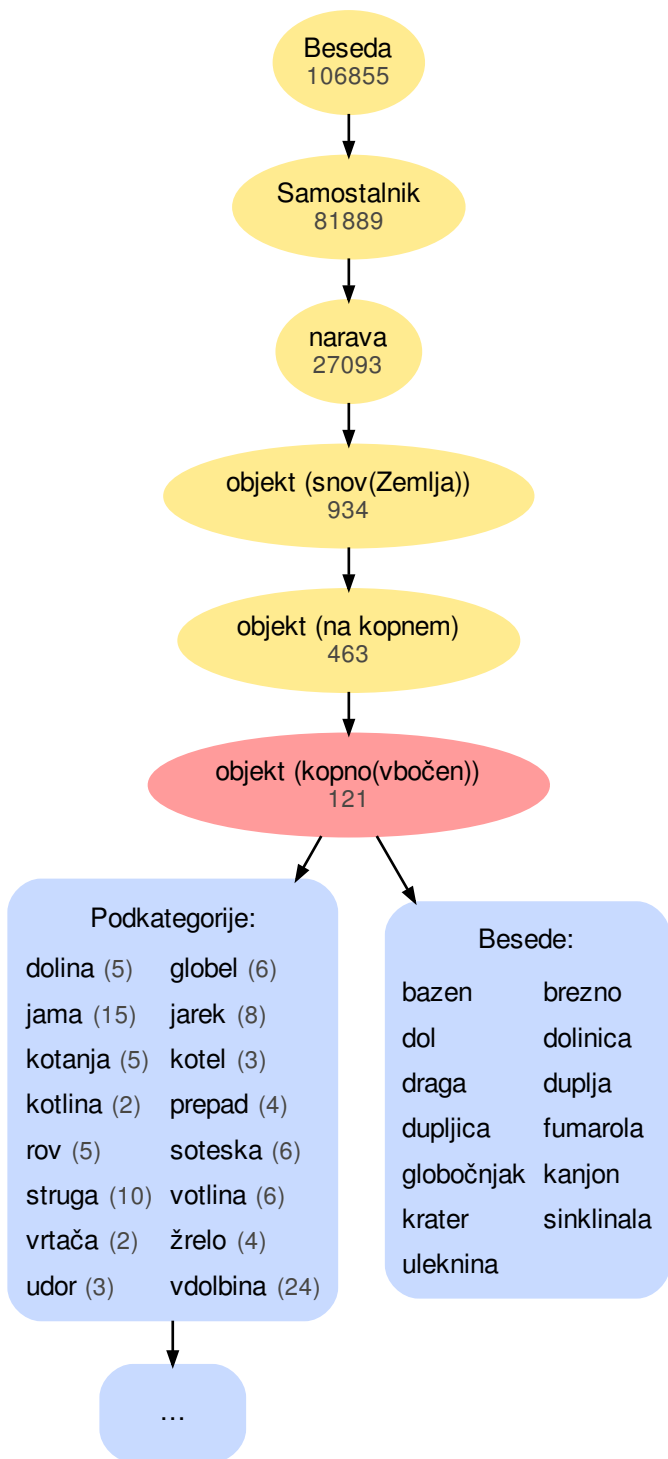 Beseda
106855
Samostalnik
81889
narava
27093
objekt (snov(Zemlja))
934
objekt (na kopnem)
463
objekt (kopno(vbočen))
121
Podkategorije:
dolina (5) globel (6)
jama (15) jarek (8)
kotanja (5) kotel (3)
kotlina (2) prepad (4)
rov (5) soteska (6)
struga (10) votlina (6)
vrtača (2) žrelo (4)
udor (3) vdolbina (24)
Besede:
bazen brezno
dol dolinica
draga duplja
dupljica fumarola
globočnjak kanjon
krater sinklinala
uleknina
...